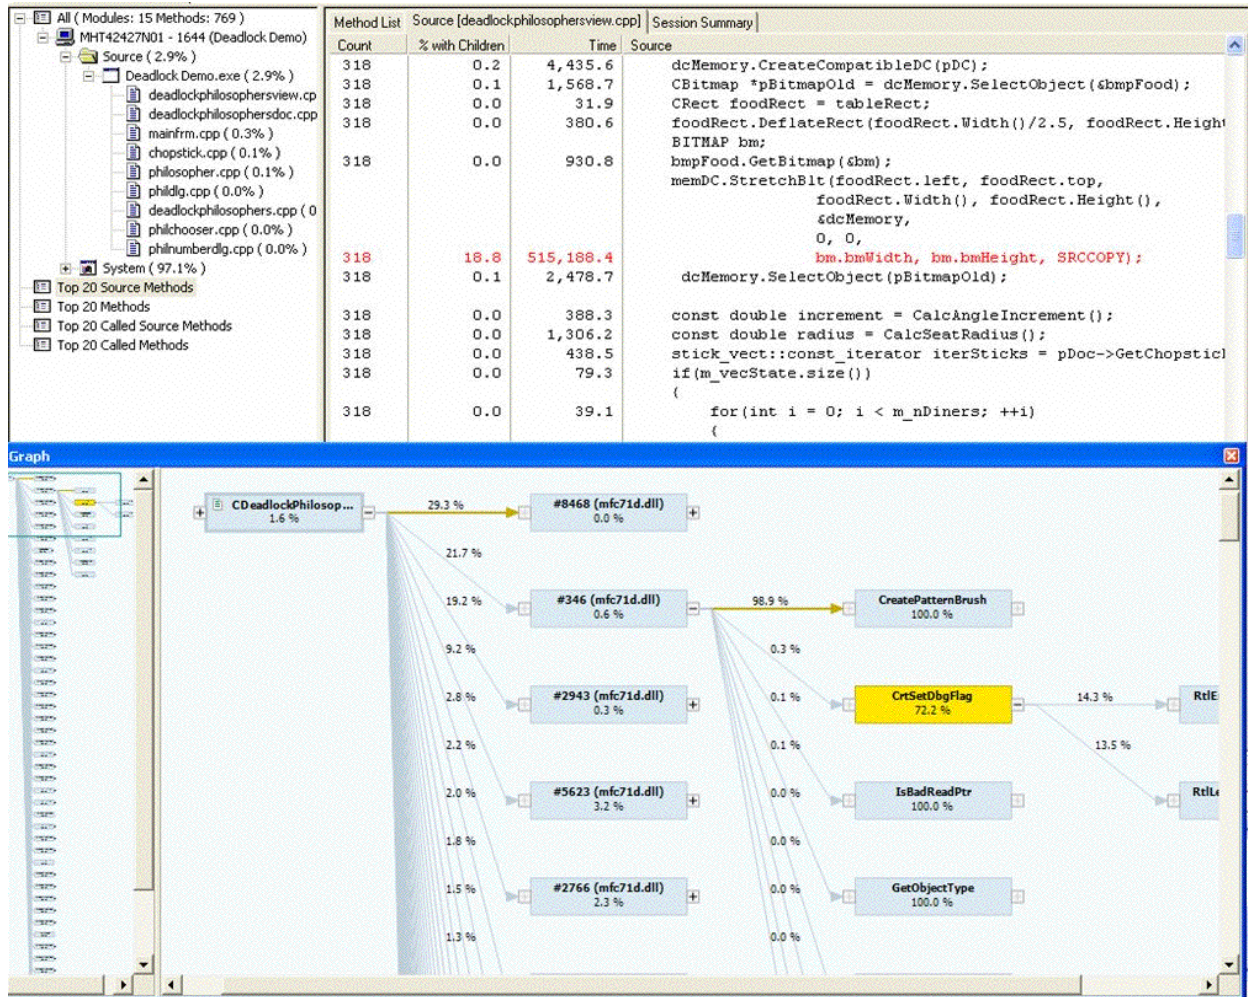 All ( Modules: 15 Methods: 769 )
MHT42427N01 - 1644 (Deadlock Demo)
Source ( 2.9% )
Deadlock Demo.exe ( 2.9% )
deadlockphilosophersview.cp
deadlockphilosophersdoc.cpp
mainfrm.cpp ( 0.3% )
chopstick.cpp ( 0.1% )
philosopher.cpp ( 0.1% )
phildlg.cpp ( 0.0% )
deadlockphilosophers.cpp ( 0
philchooser.cpp ( 0.0% )
philnumberdlg.cpp ( 0.0% )
System ( 97.1% )
Top 20 Source Methods
Top 20 Methods
Top 20 Called Source Methods
Top 20 Called Methods
Method List Source [deadlockphilosophersview.cpp] Session Summary
Count % with Children Time Source
318 0.2 4,435.6 dcMemory.CreateCompatibleDC(pDC);
318 0.1 1,568.7 CBitmap *pBitmapOld = dcMemory.SelectObject(&bmpFood);
318 0.0 31.9 CRect foodRect = tableRect;
318 0.0 380.6 foodRect.DeflateRect(foodRect.Width()/2.5, foodRect.Heigh
BITMAP bm;
318 0.0 930.8 bmpFood.GetBitmap(&bm);
memDC.StretchBlt(foodRect.left, foodRect.top,
foodRect.Width(), foodRect.Height(),
&dcMemory,
0, 0,
318 18.8 515,188.4 bm.bmWidth, bm.bmHeight, SRCCOPY);
318 0.1 2,478.7 dcMemory.SelectObject(pBitmapOld);
318 0.0 388.3 const double increment = CalcAngleIncrement();
318 0.0 1,306.2 const double radius = CalcSeatRadius();
318 0.0 438.5 stick_vect::const_iterator iterSticks = pDoc->GetChopstic
318 0.0 79.3 if(m_vecState.size())
{
318 0.0 39.1 for(int i = 0; i < m_nDiners; ++i)
{
Graph
CDeadlockPhilosop...
1.6 %
29.3 %
#8468 (mfc71d.dll)
0.0 %
21.7 %
19.2 %
#346 (mfc71d.dll)
0.6 %
98.9 %
CreatePatternBrush
100.0 %
9.2 %
0.3 %
2.8 %
#2943 (mfc71d.dll)
0.3 %
0.1 %
CrtSetDbgFlag
72.2 %
14.3 %
RtlE
2.2 %
0.1 %
13.5 %
2.0 %
#5623 (mfc71d.dll)
3.2 %
0.0 %
IsBadReadPtr
100.0 %
RtlLe
1.8 %
0.0 %
1.5 %
#2766 (mfc71d.dll)
2.3 %
0.0 %
GetObjectType
100.0 %
1.3 %
0.0 %